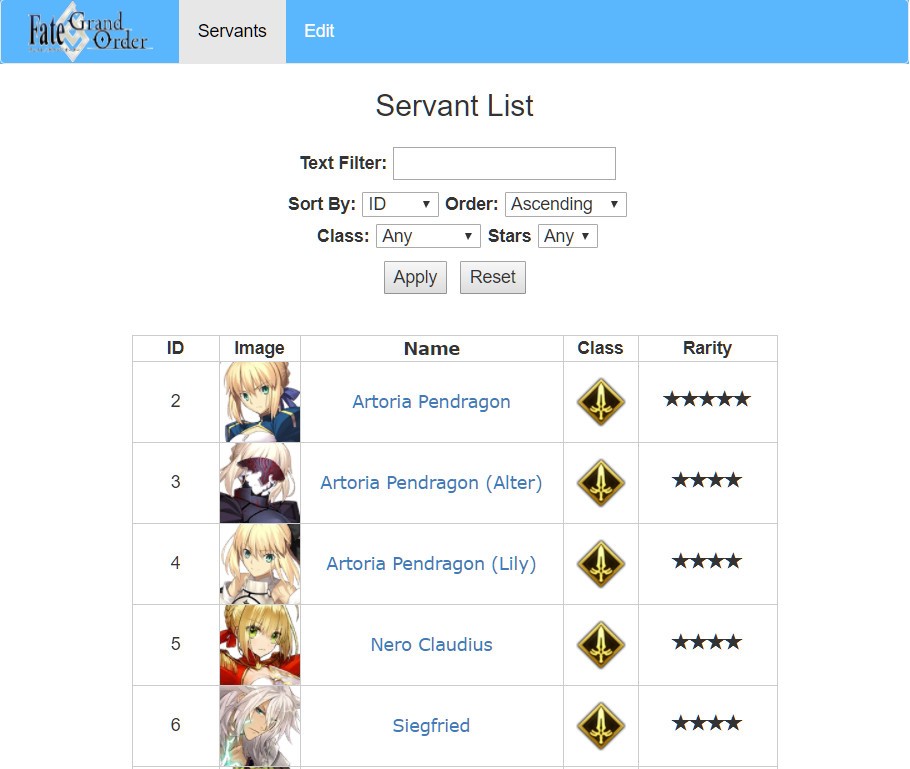 Fate Grand Order Servants Edit
Servant List
Text Filter:
Sort By: ID ▼ Order: Ascending ▼
Class: Any ▼ Stars Any ▼
Apply Reset
ID Image Name Class Rarity
2 Artoria Pendragon ★★★★★
3 Artoria Pendragon (Alter) ★★★★
4 Artoria Pendragon (Lily) ★★★★
5 Nero Claudius ★★★★
6 Siegfried ★★★★